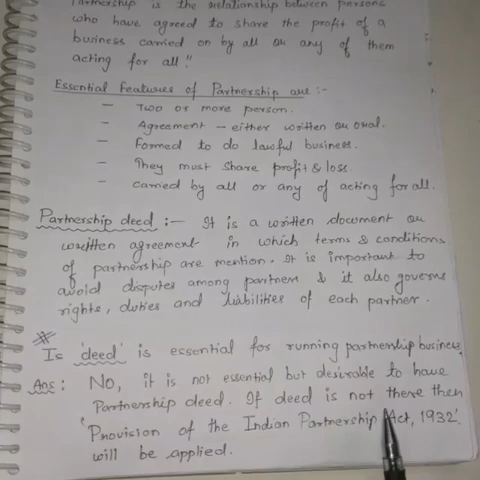 Partnership is the relationship between persons
who have agreed to share the profit of a
business carried on by all or any of them
acting for all."
Essential Features of Partnership are :-
- Two or more person.
- Agreement - either written or oral.
- Formed to do lawful business.
- They must share profit & loss.
- carried by all or any of acting for all.
Partnership deed :- It is a written document or
written agreement in which terms & conditions
of partnership are mention. It is important to
avoid disputes among partners & it also governs
rights, duties and liabilities of each partner.
Is 'deed' is essential for running partnership business
Ans : No, it is not essential but desirable to have
Partnership deed. If deed is not there then
'Provision of the Indian Partnership Act, 1932'
will be applied.